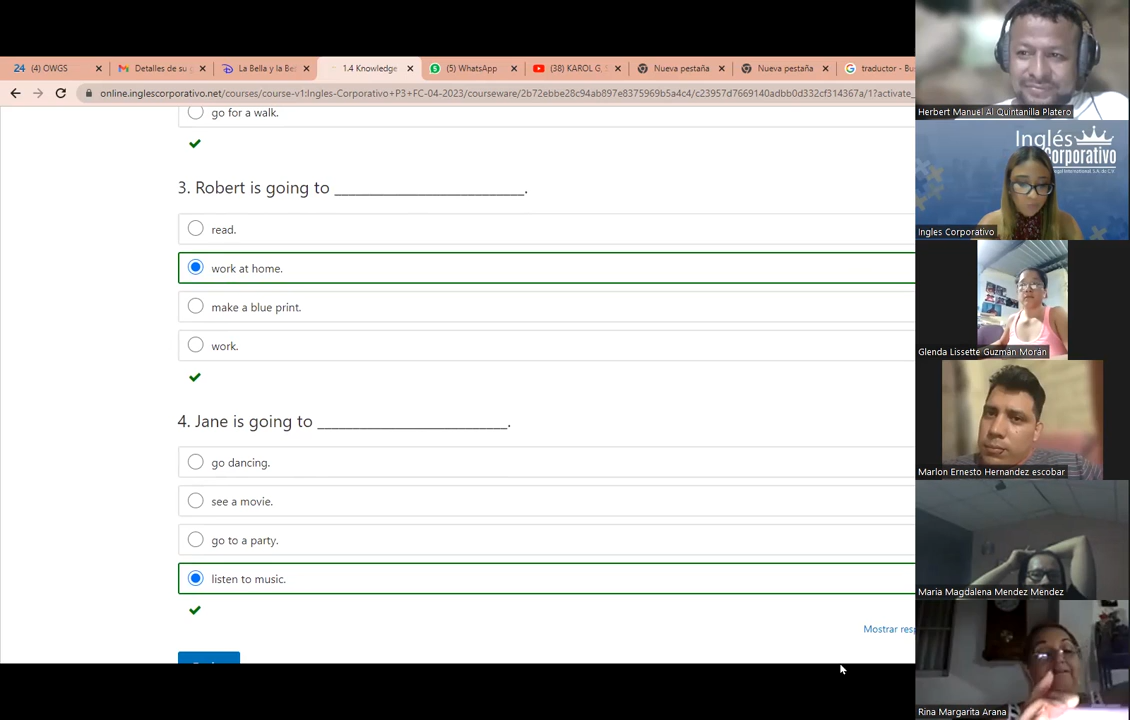 24 (4) OWGS
Detalles de su
La Bella y la Be
1.4 Knowledge
(5) WhatsApp
(38) KAROL G,
Nueva pestaña
Nueva pestaña
traductor - Bu
online.inglescorporativo.net/courses/course-v1:Ingles-Corporativo+P3+FC-04-2023/courseware/2b72ebbe28c94ab897e8375969b5a4c4/c23957d7669140adbb0d332cf314367a/1?activate_
go for a walk.
3. Robert is going to ______________________.
read.
work at home.
make a blue print.
work.
4. Jane is going to ______________________.
go dancing.
see a movie.
go to a party.
listen to music.
Mostrar res
Herbert Manuel Al Quintanilla Platero
Inglés
Corporativo
Ingles Corporativo
Glenda Lissette Guzmán Morán
Marlon Ernesto Hernandez escobar
Maria Magdalena Mendez Mendez
Rina Margarita Arana